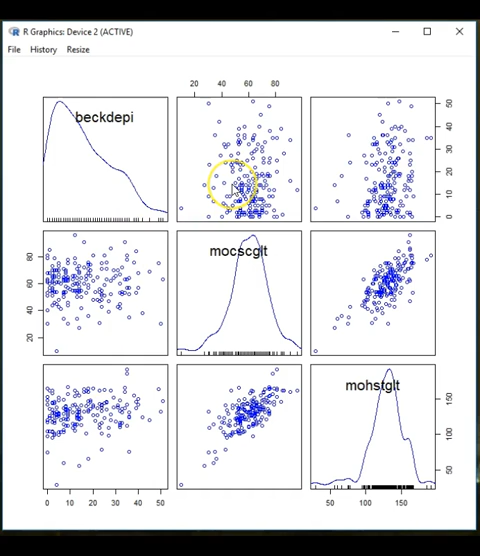 R Graphics: Device 2 (ACTIVE)
File History Resize
20 40 60 80
beckdepi
0 10 20 30 40 50
20 40 60 80
mocscglt
mohstglt
50 100 150
0 10 20 30 40 50
50 100 150